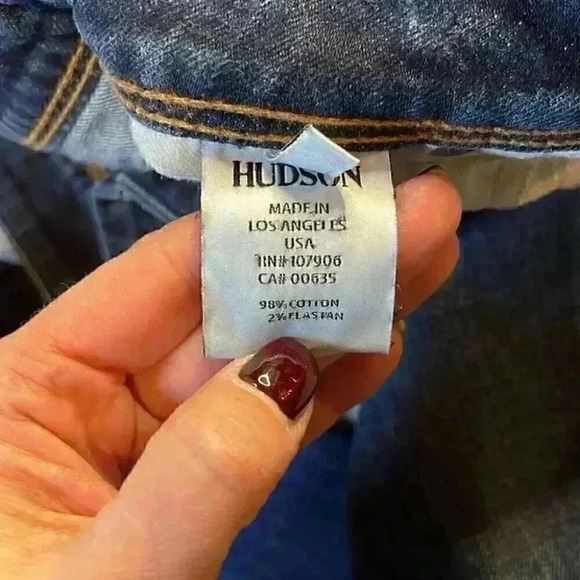 HUDSON
MADE IN
LOS ANGELES
USA
RN# 107906
CA# 00635
98% COTTON
2% ELASTAN